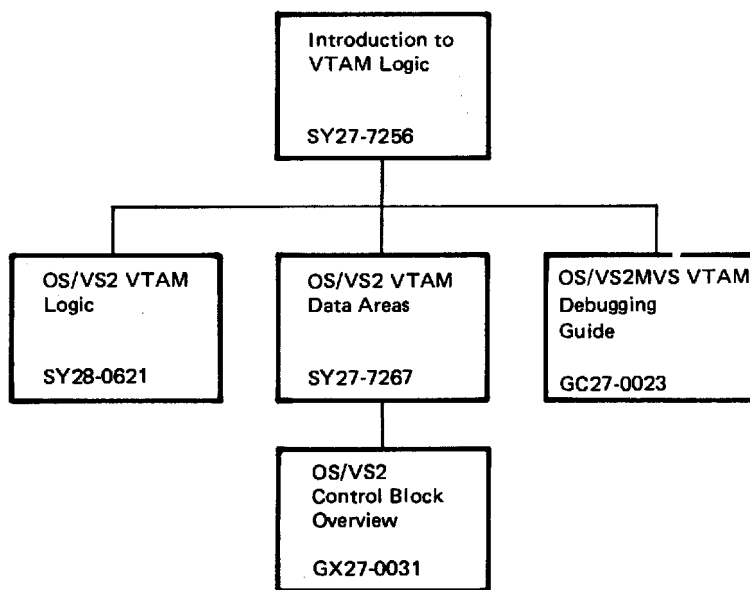 Introduction to
VTAM Logic
SY27-7256
OS/VS2 VTAM
Logic
SY28-0621
OS/VS2 VTAM
Data Areas
SY27-7267
OS/VS2MVS VTAM
Debugging
Guide
GC27-0023
OS/VS2
Control Block
Overview
GX27-0031